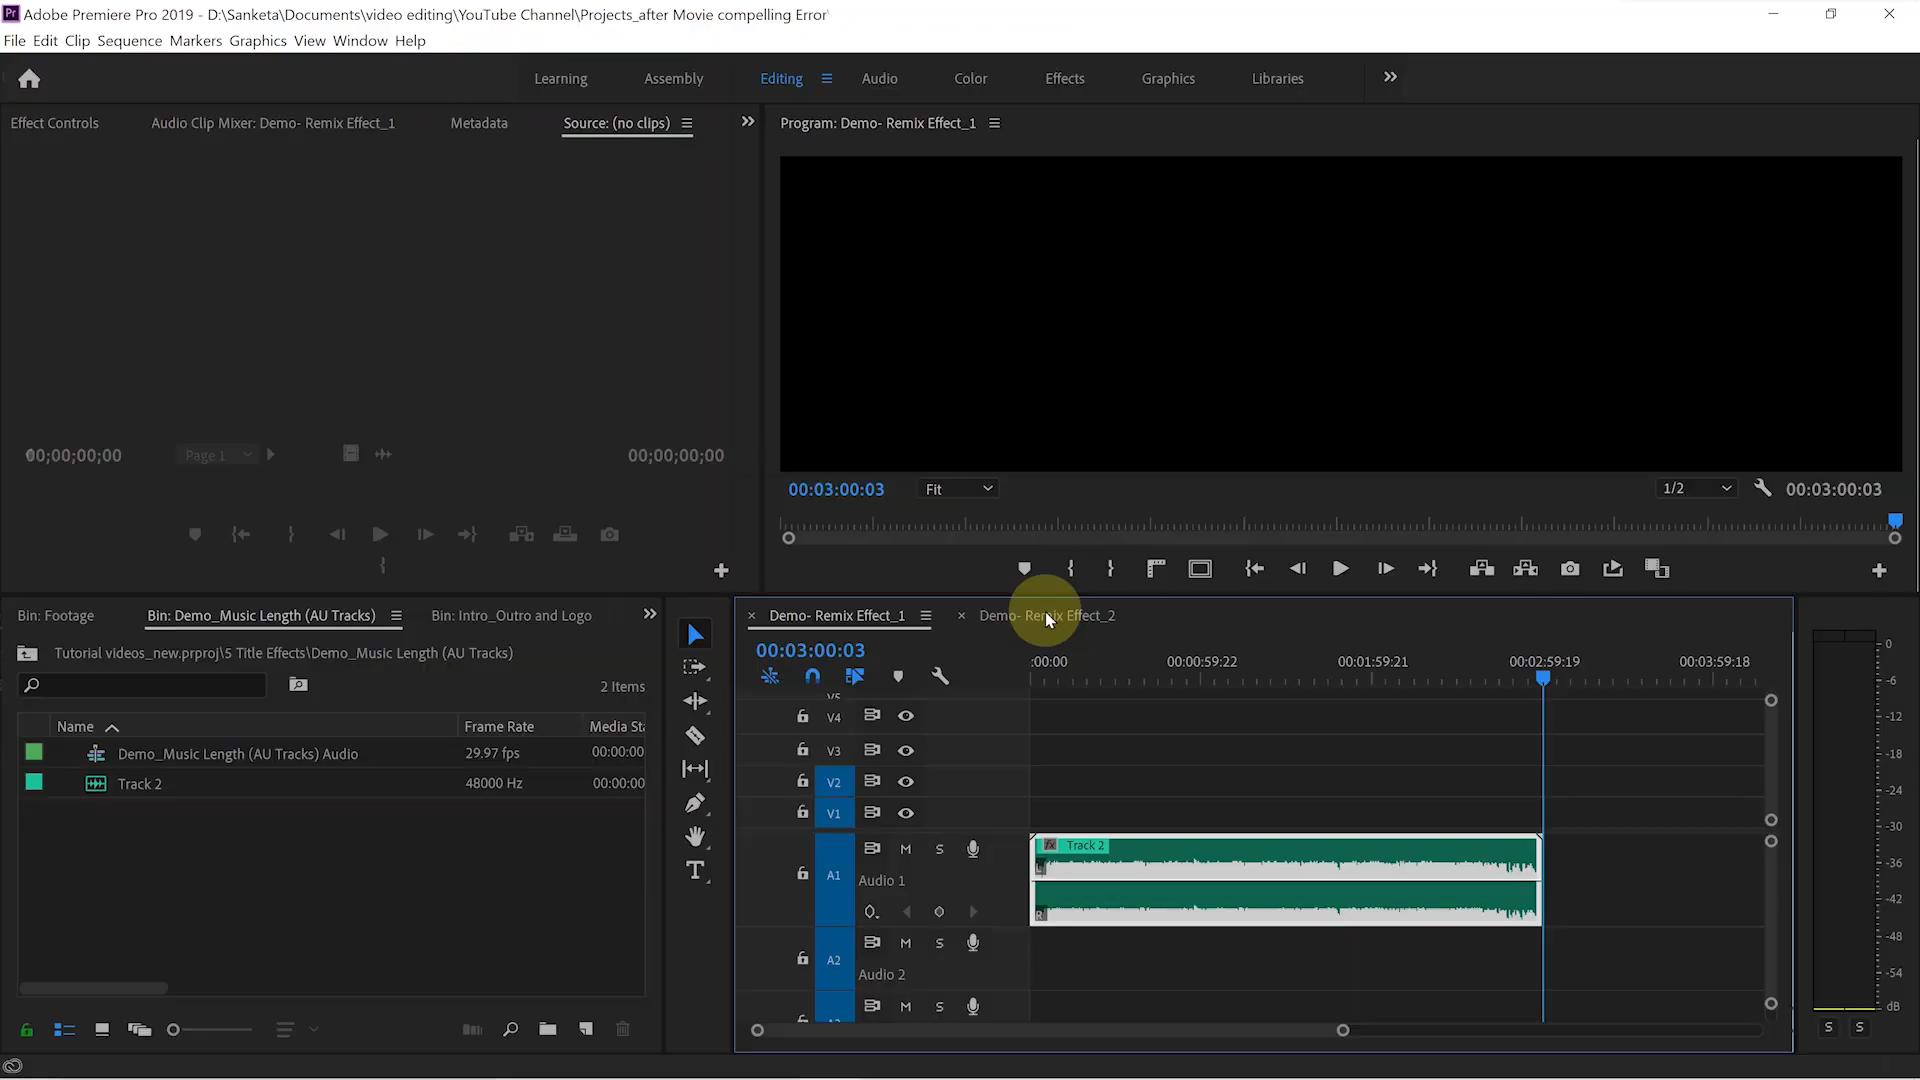 Pr Adobe Premiere Pro 2019 - D:\Sanketa\Documents\video editing\YouTube Channel\Projects_after Movie compelling Error
File Edit Clip Sequence Markers Graphics View Window Help
Learning Assembly Editing Audio Color Effects Graphics Libraries
Effect Controls Audio Clip Mixer: Demo- Remix Effect_1 Metadata Source: (no clips)
Program: Demo- Remix Effect_1
00;00;00;00 Page 1 00;00;00;00
00:03:00:03 Fit 1/2 00:03:00:03
Bin: Footage Bin: Demo_Music Length (AU Tracks) Bin: Intro_Outro and Logo
Tutorial videos_new.prproj\5 Title Effects\Demo_Music Length (AU Tracks)
2 Items
Name Frame Rate Media Sta
Demo_Music Length (AU Tracks) Audio 29.97 fps 00:00:00
Track 2 48000 Hz 00:00:00
T
Demo- Remix Effect_1 Demo- Remix Effect_2
00:03:00:03
:00:00 00:00:59:22 00:01:59:21 00:02:59:19 00:03:59:18
V4
V3
V2
V1
A1 M S
Audio 1
fx Track 2
L
R
A2 M S
Audio 2
M S
0
-6
-12
-18
-24
-30
-36
-42
-48
-54
dB
S S